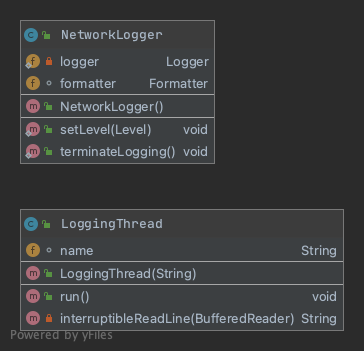 NetworkLogger
logger Logger
formatter Formatter
NetworkLogger()
setLevel(Level) void
terminateLogging() void
LoggingThread
name String
LoggingThread(String)
run() void
interruptibleReadLine(BufferedReader) String
Powered by yFiles